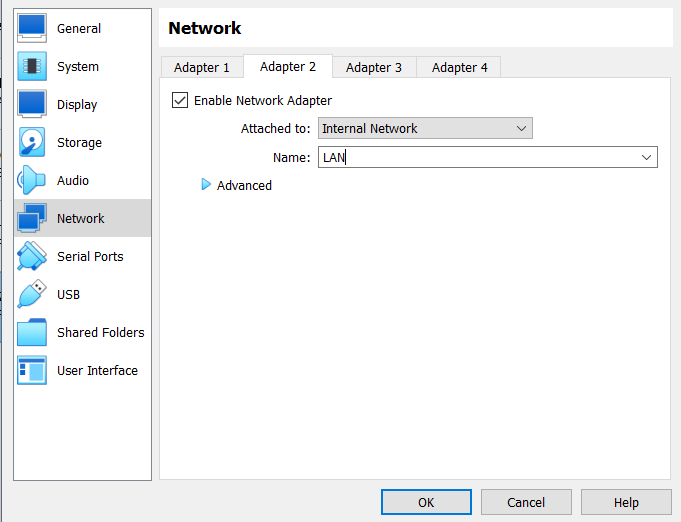 General
System
Display
Storage
Audio
Network
Serial Ports
USB
Shared Folders
User Interface
Network
Adapter 1
Adapter 2
Adapter 3
Adapter 4
Enable Network Adapter
Attached to: Internal Network
Name: LAN
Advanced
OK
Cancel
Help